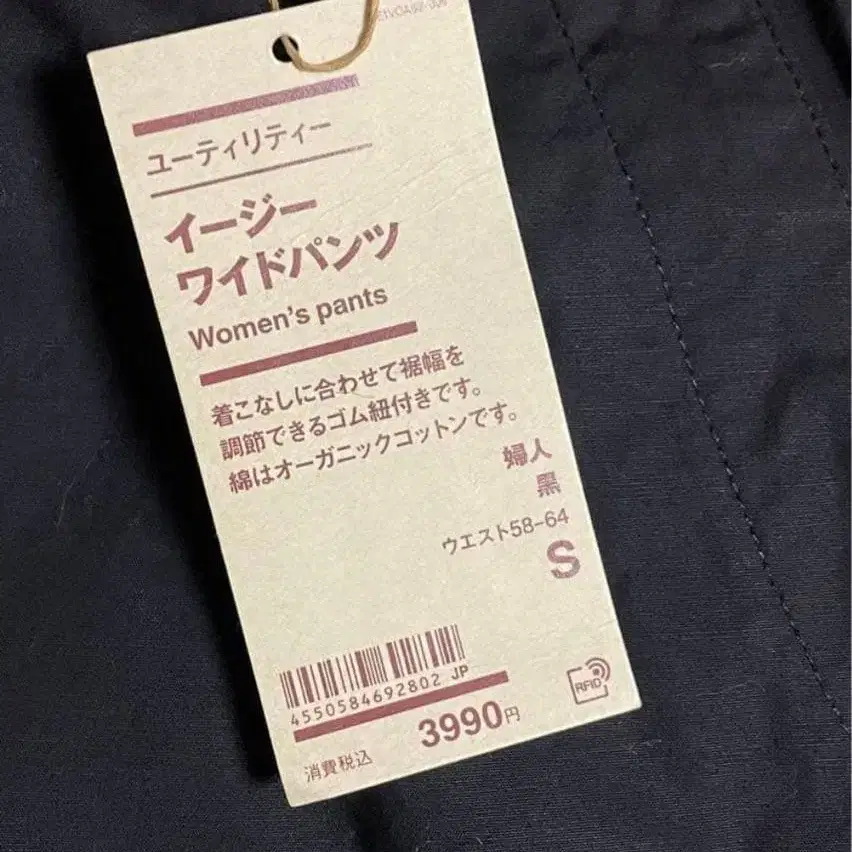 ユーティリティー
イージー
ワイドパンツ
Women's pants
着こなしに合わせて裾幅を
調節できるゴム紐付きです。
綿はオーガニックコットンです。
婦人
黒
ウエスト58-64
S
4550584692802 JP
3990円
消費税込
RFID